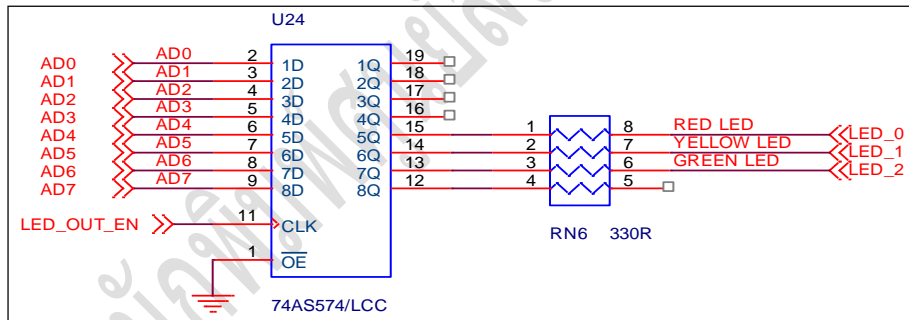 U24
AD0 AD0 2 1D 1Q 19
AD1 AD1 3 2D 2Q 18
AD2 AD2 4 3D 3Q 17
AD3 AD3 5 4D 4Q 16
AD4 AD4 6 5D 5Q 15 1 8 RED LED LED_0
AD5 AD5 7 6D 6Q 14 2 7 YELLOW LED LED_1
AD6 AD6 8 7D 7Q 13 3 6 GREEN LED LED_2
AD7 AD7 9 8D 8Q 12 4 5
LED_OUT_EN 11 CLK
RN6 330R
1 OE
74AS574/LCC